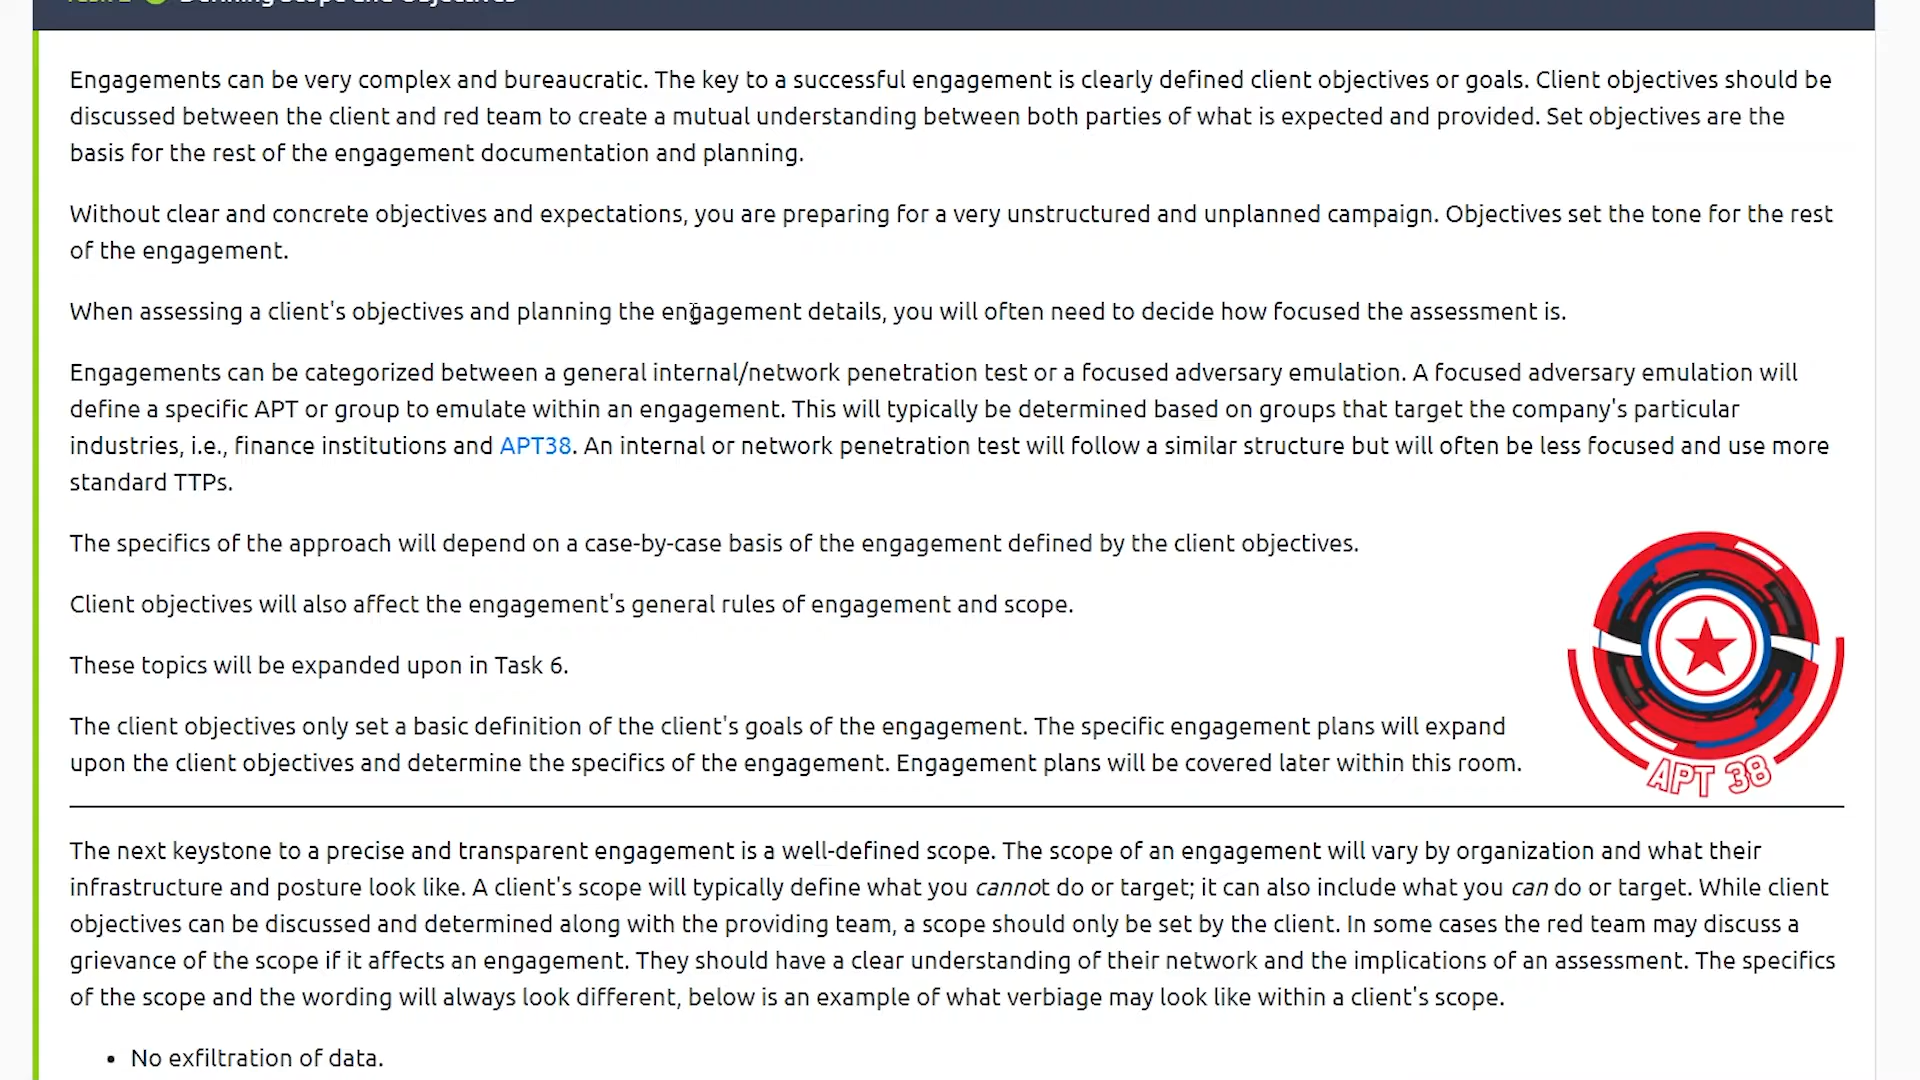 Defining Scope and Objectives
Engagements can be very complex and bureaucratic. The key to a successful engagement is clearly defined client objectives or goals. Client objectives should be
discussed between the client and red team to create a mutual understanding between both parties of what is expected and provided. Set objectives are the
basis for the rest of the engagement documentation and planning.
Without clear and concrete objectives and expectations, you are preparing for a very unstructured and unplanned campaign. Objectives set the tone for the rest
of the engagement.
When assessing a client's objectives and planning the engagement details, you will often need to decide how focused the assessment is.
Engagements can be categorized between a general internal/network penetration test or a focused adversary emulation. A focused adversary emulation will
define a specific APT or group to emulate within an engagement. This will typically be determined based on groups that target the company's particular
industries, i.e., finance institutions and APT38. An internal or network penetration test will follow a similar structure but will often be less focused and use more
standard TTPs.
The specifics of the approach will depend on a case-by-case basis of the engagement defined by the client objectives.
Client objectives will also affect the engagement's general rules of engagement and scope.
These topics will be expanded upon in Task 6.
The client objectives only set a basic definition of the client's goals of the engagement. The specific engagement plans will expand
upon the client objectives and determine the specifics of the engagement. Engagement plans will be covered later within this room.
APT 38
The next keystone to a precise and transparent engagement is a well-defined scope. The scope of an engagement will vary by organization and what their
infrastructure and posture look like. A client's scope will typically define what you cannot do or target; it can also include what you can do or target. While client
objectives can be discussed and determined along with the providing team, a scope should only be set by the client. In some cases the red team may discuss a
grievance of the scope if it affects an engagement. They should have a clear understanding of their network and the implications of an assessment. The specifics
of the scope and the wording will always look different, below is an example of what verbiage may look like within a client's scope.
• No exfiltration of data.